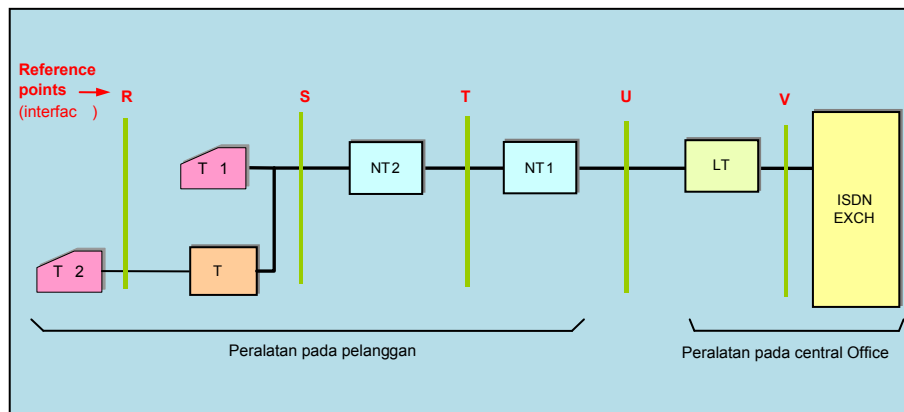 Reference
points
(interfac )
R
S
T
U
V
T 1
NT2
NT1
LT
ISDN
EXCH
T 2
T
Peralatan pada pelanggan
Peralatan pada central Office